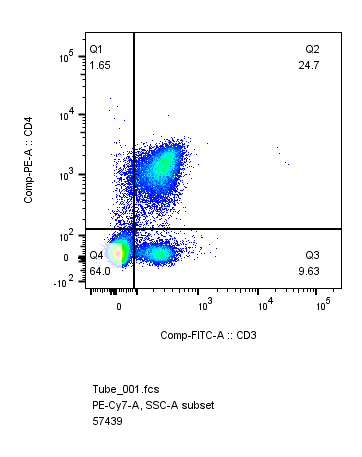 Q1
1.65
Q2
24.7
10^5
10^4
10^3
10^2
0
-10^2
Comp-PE-A :: CD4
Q4
64.0
Q3
9.63
0
10^3
10^4
10^5
Comp-FITC-A :: CD3
Tube_001.fcs
PE-Cy7-A, SSC-A subset
57439